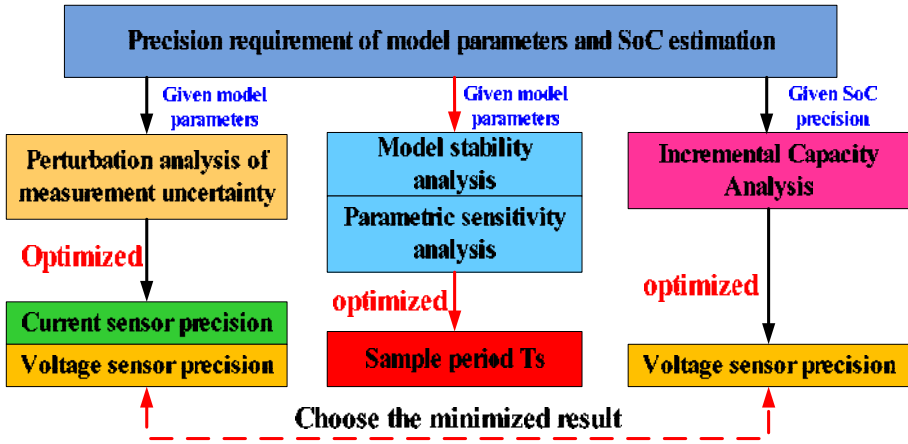 Precision requirement of model parameters and SoC estimation
Given model
parameters
Given model
parameters
Given SoC
precision
Perturbation analysis of
measurement uncertainty
Model stability
analysis
Parametric sensitivity
analysis
Incremental Capacity
Analysis
Optimized
optimized
optimized
Current sensor precision
Voltage sensor precision
Sample period Ts
Voltage sensor precision
Choose the minimized result